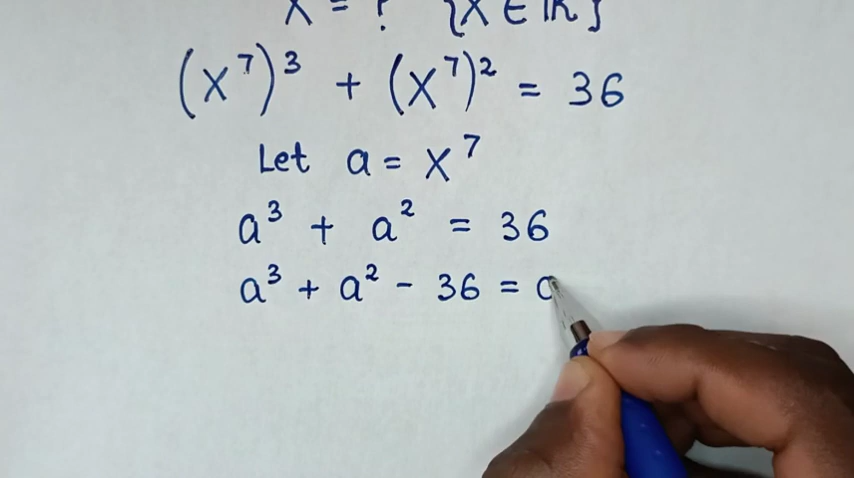 X = ? {X ∈ ℝ}
(x⁷)³ + (x⁷)² = 36
Let a = x⁷
a³ + a² = 36
a³ + a² - 36 = 0